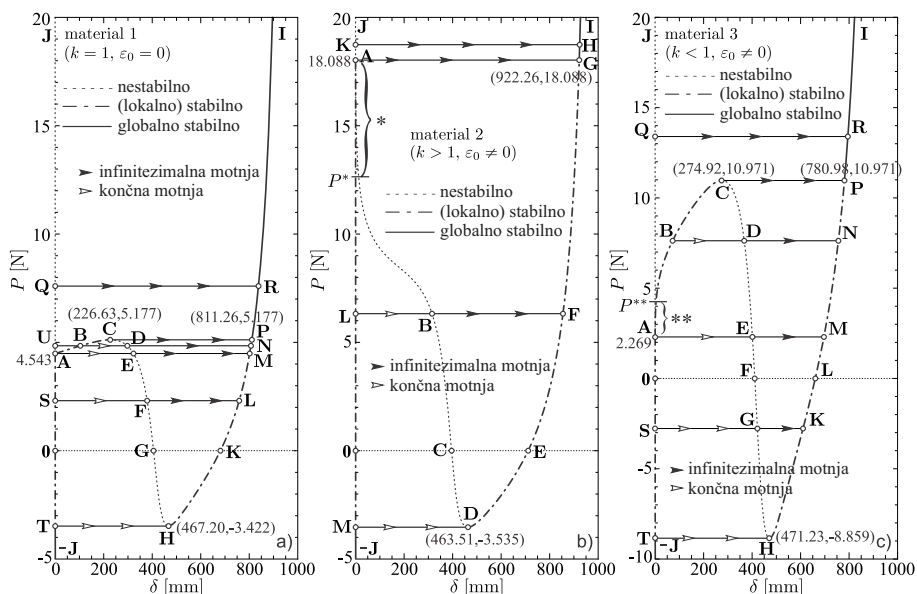 20
15
10
5
0
-5
P [N]
0 200 400 600 800 1000
δ [mm]
J
I
material 1
(k = 1, ε₀ = 0)
nestabilno
(lokalno) stabilno
globalno stabilno
infinitezimalna motnja
končna motnja
Q
R
(226.63, 5.177)
(811.26, 5.177)
U
B
C
D
P
N
4.543
A
E
M
S
F
L
G
K
T
H
(467.20,-3.422)
-J
a)
20
15
10
5
0
-5
P [N]
0 200 400 600 800 1000
δ [mm]
J
I
K
H
18.088
A
G
(922.26,18.088)
*
material 2
(k > 1, ε₀ ≠ 0)
P*
nestabilno
(lokalno) stabilno
globalno stabilno
L
B
F
infinitezimalna motnja
končna motnja
C
E
M
D
(463.51,-3.535)
-J
b)
20
15
10
5
0
-5
-10
P [N]
0 200 400 600 800 1000
δ [mm]
J
I
material 3
(k < 1, ε₀ ≠ 0)
nestabilno
(lokalno) stabilno
globalno stabilno
Q
R
(274.92,10.971)
(780.98,10.971)
C
P
B
D
N
P**
**
A
2.269
E
M
F
L
S
G
K
infinitezimalna motnja
končna motnja
T
-J
H
(471.23,-8.859)
c)